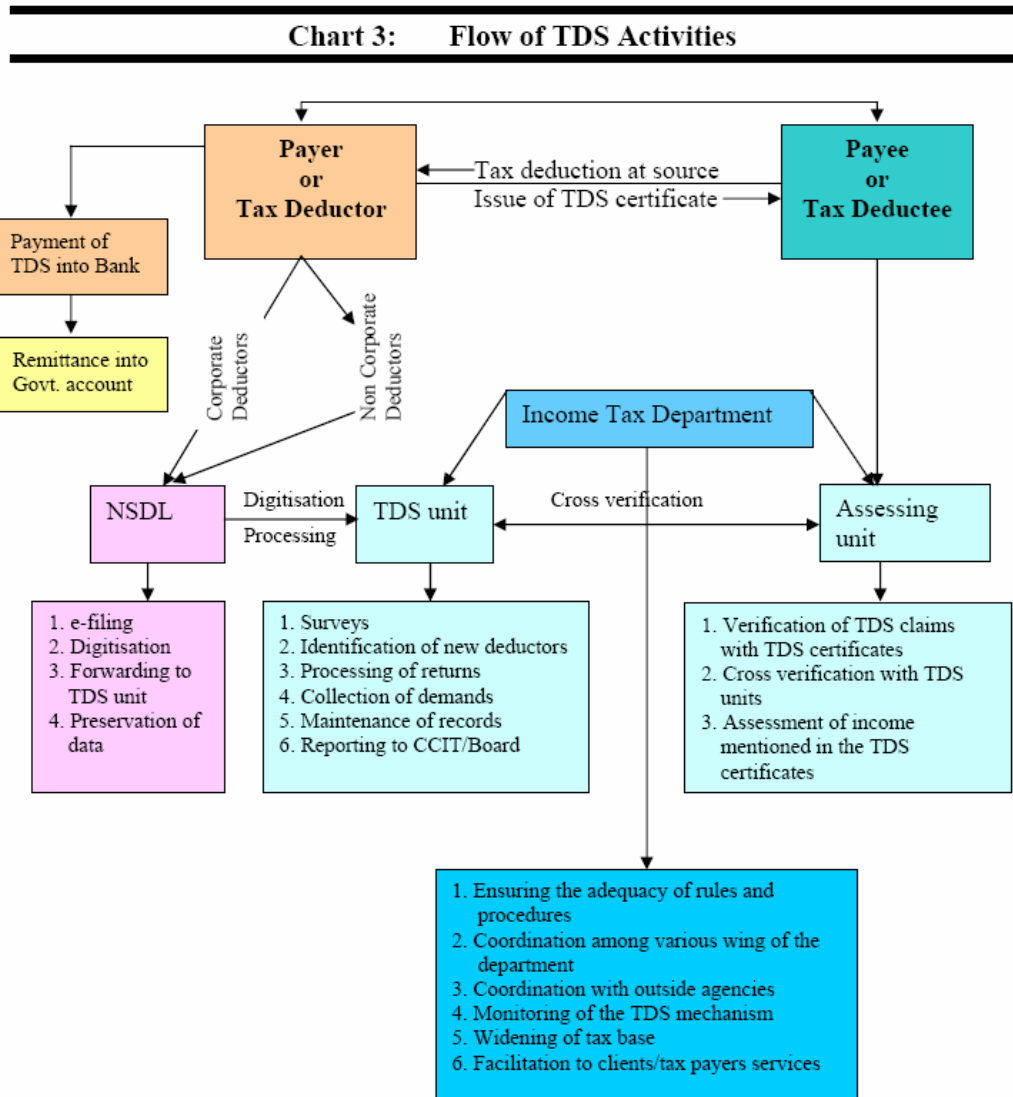 Chart 3: Flow of TDS Activities
Payer
or
Tax Deductor
Tax deduction at source
Issue of TDS certificate
Payee
or
Tax Deductee
Payment of
TDS into Bank
Remittance into
Govt. account
Corporate
Deductors
Non Corporate
Deductors
Income Tax Department
NSDL
Digitisation
Processing
TDS unit
Cross verification
Assessing
unit
1. e-filing
2. Digitisation
3. Forwarding to
TDS unit
4. Preservation of
data
1. Surveys
2. Identification of new deductors
3. Processing of returns
4. Collection of demands
5. Maintenance of records
6. Reporting to CCIT/Board
1. Verification of TDS claims
with TDS certificates
2. Cross verification with TDS
units
3. Assessment of income
mentioned in the TDS
certificates
1. Ensuring the adequacy of rules and
procedures
2. Coordination among various wing of the
department
3. Coordination with outside agencies
4. Monitoring of the TDS mechanism
5. Widening of tax base
6. Facilitation to clients/tax payers services